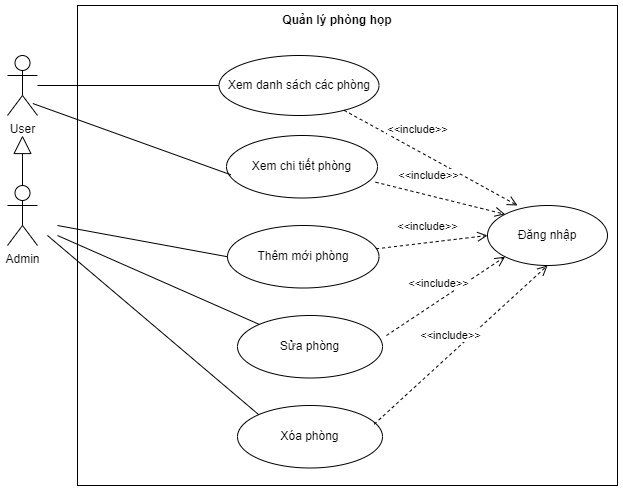 Quản lý phòng họp
Xem danh sách các phòng
User
<<include>>
Xem chi tiết phòng
<<include>>
Admin
Thêm mới phòng
<<include>>
Đăng nhập
<<include>>
Sửa phòng
<<include>>
Xóa phòng